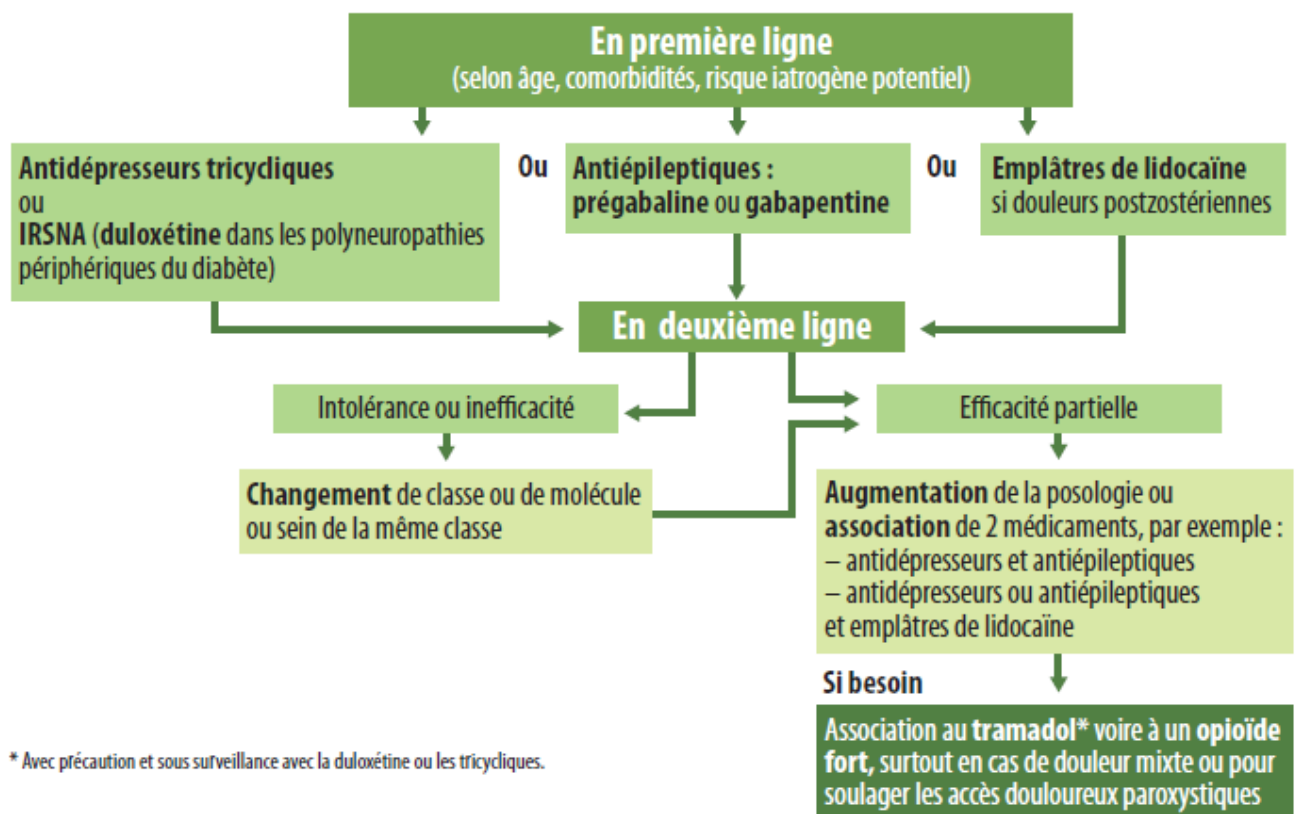 En première ligne
(selon âge, comorbidités, risque iatrogène potentiel)
Antidépresseurs tricycliques
ou
IRSNA (duloxétine dans les polyneuropathies
périphériques du diabète)
Ou
Antiépileptiques :
prégabaline ou gabapentine
Ou
Emplâtres de lidocaïne
si douleurs postzostériennes
En deuxième ligne
Intolérance ou inefficacité
Efficacité partielle
Changement de classe ou de molécule
ou sein de la même classe
Augmentation de la posologie ou
association de 2 médicaments, par exemple :
– antidépresseurs et antiépileptiques
– antidépresseurs ou antiépileptiques
et emplâtres de lidocaïne
Si besoin
Association au tramadol* voire à un opioïde
fort, surtout en cas de douleur mixte ou pour
soulager les accès douloureux paroxystiques
* Avec précaution et sous surveillance avec la duloxétine ou les tricycliques.